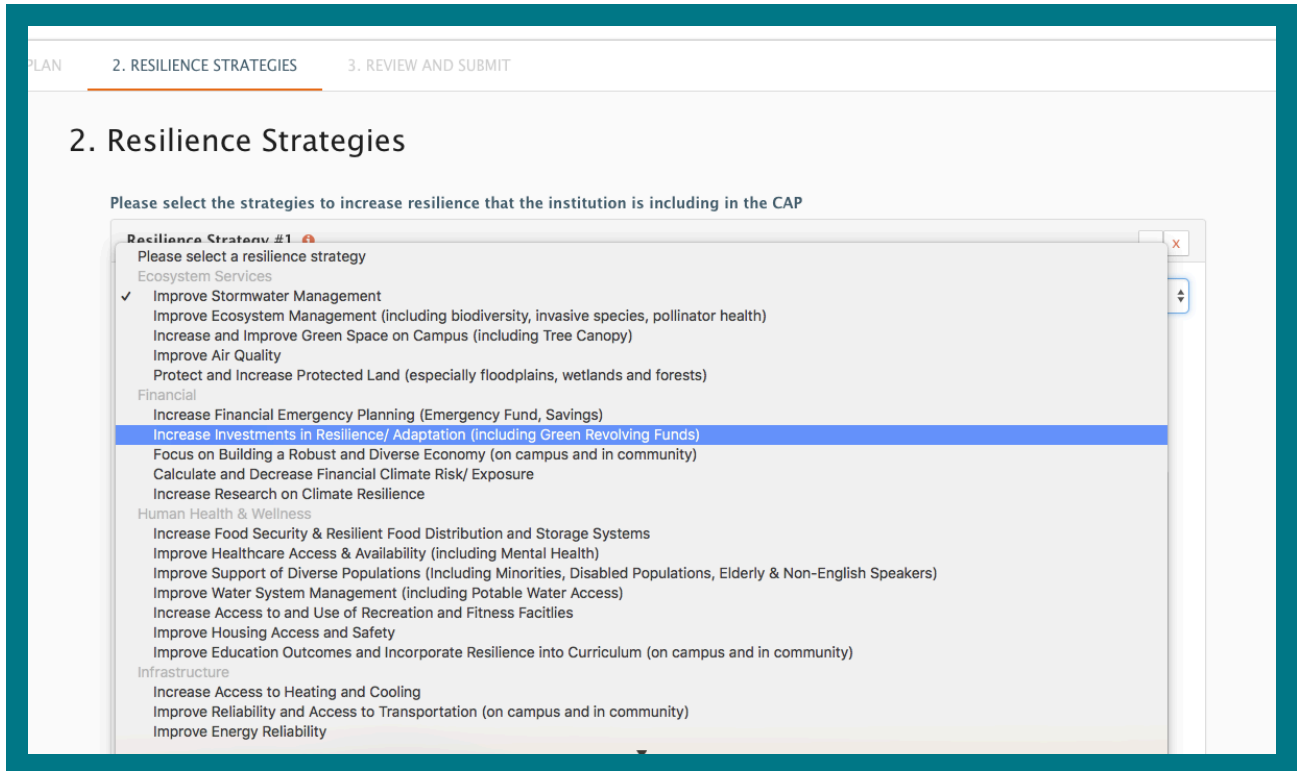 PLAN 2. RESILIENCE STRATEGIES 3. REVIEW AND SUBMIT
2. Resilience Strategies
Please select the strategies to increase resilience that the institution is including in the CAP
Resilience Strategy #1
x
Please select a resilience strategy
Ecosystem Services
✓ Improve Stormwater Management
Improve Ecosystem Management (including biodiversity, invasive species, pollinator health)
Increase and Improve Green Space on Campus (including Tree Canopy)
Improve Air Quality
Protect and Increase Protected Land (especially floodplains, wetlands and forests)
Financial
Increase Financial Emergency Planning (Emergency Fund, Savings)
Increase Investments in Resilience/ Adaptation (including Green Revolving Funds)
Focus on Building a Robust and Diverse Economy (on campus and in community)
Calculate and Decrease Financial Climate Risk/ Exposure
Increase Research on Climate Resilience
Human Health & Wellness
Increase Food Security & Resilient Food Distribution and Storage Systems
Improve Healthcare Access & Availability (including Mental Health)
Improve Support of Diverse Populations (Including Minorities, Disabled Populations, Elderly & Non-English Speakers)
Improve Water System Management (including Potable Water Access)
Increase Access to and Use of Recreation and Fitness Facitlies
Improve Housing Access and Safety
Improve Education Outcomes and Incorporate Resilience into Curriculum (on campus and in community)
Infrastructure
Increase Access to Heating and Cooling
Improve Reliability and Access to Transportation (on campus and in community)
Improve Energy Reliability